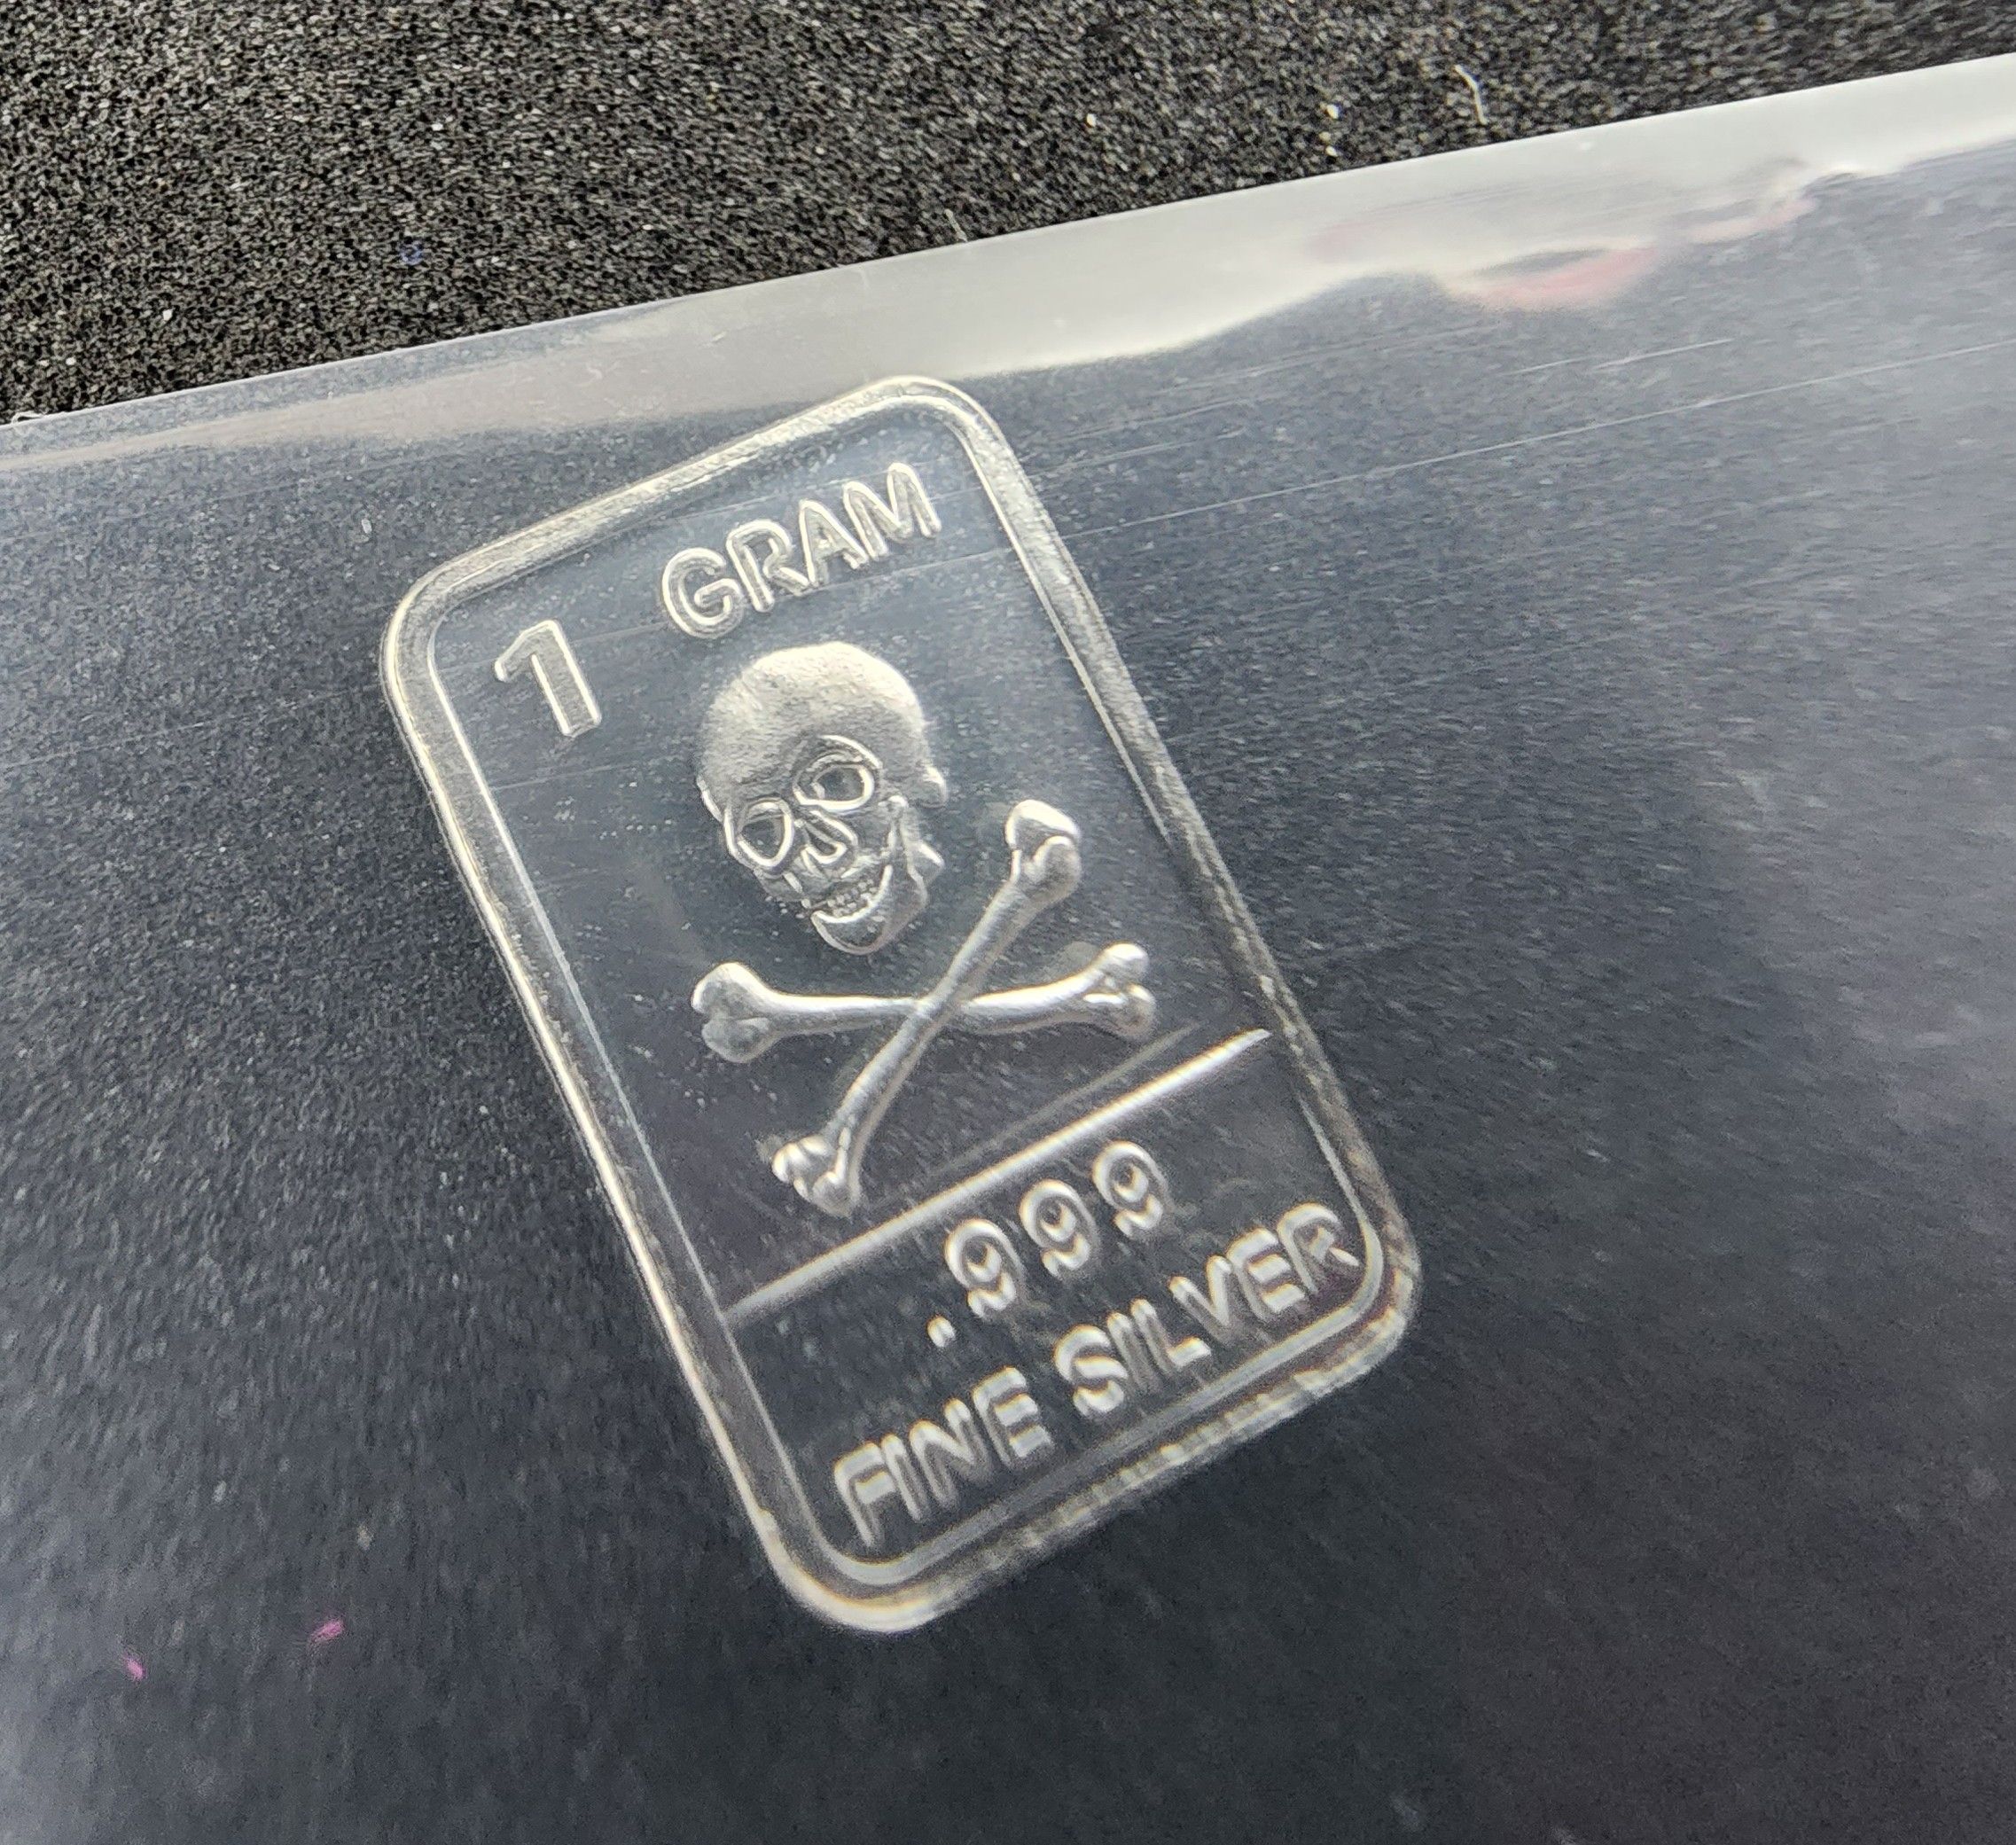 1 GRAM
.999
FINE SILVER